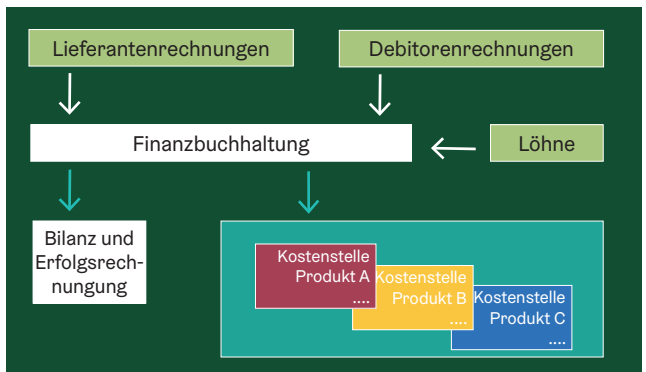 Lieferantenrechnungen
Debitorenrechnungen
Finanzbuchhaltung
Löhne
Bilanz und
Erfolgsrech-
nungung
Kostenstelle
Produkt A
....
Kostenstelle
Produkt B
....
Kostenstelle
Produkt C
....